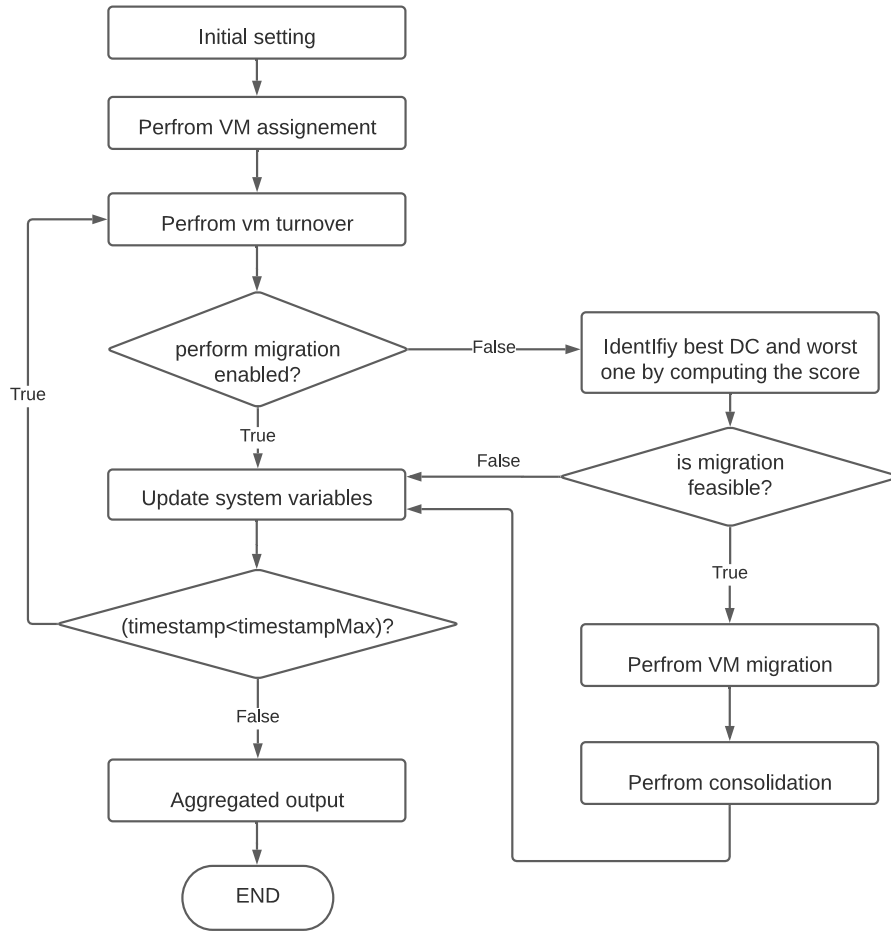 Initial setting
Perfrom VM assignement
Perfrom vm turnover
perform migration
enabled?
False
IdentIfiy best DC and worst
one by computing the score
True
True
False
is migration
feasible?
Update system variables
True
(timestamp<timestampMax)?
Perfrom VM migration
False
Perfrom consolidation
Aggregated output
END